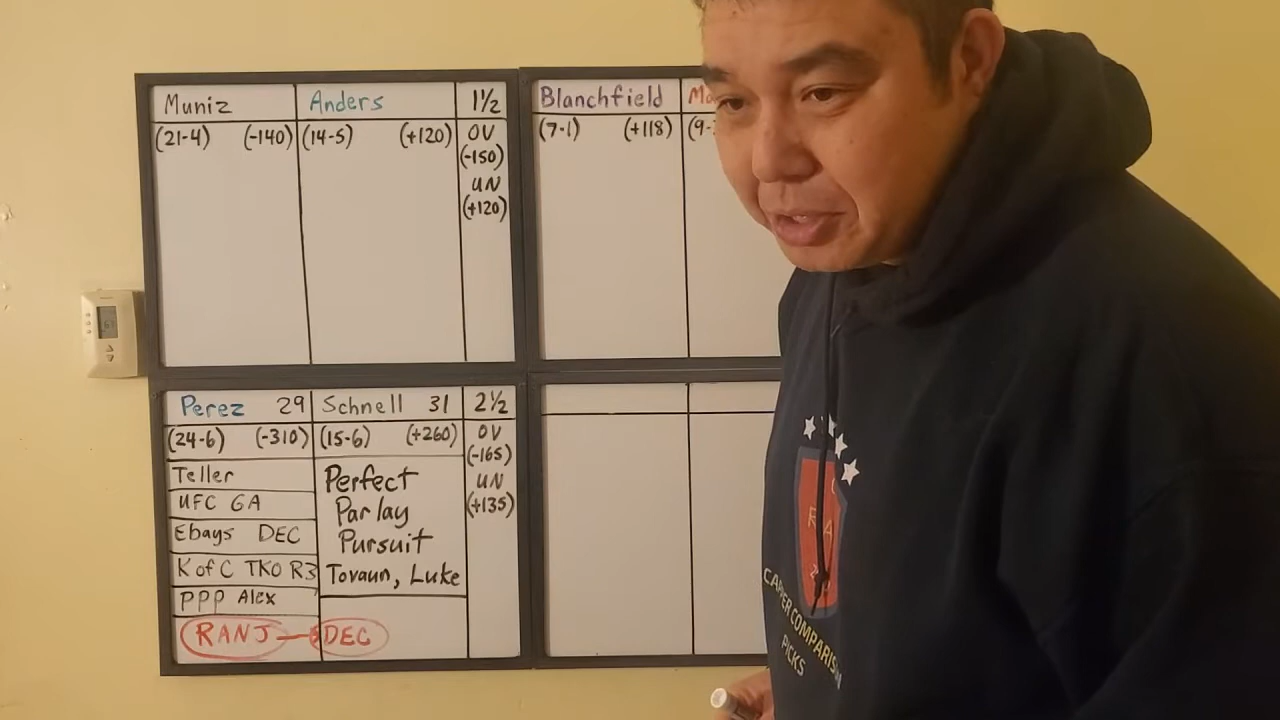 Muniz Anders 1½
(21-4) (-140) (14-5) (+120) OV
(-150)
UN
(+120)
Blanchfield
(7-1) (+118) (9-
Perez 29 Schnell 31 2½
(24-6) (-310) (15-6) (+260) OV
(-165)
UN
(+135)
Teller
UFC GA
Ebays DEC
K of C TKO R3
PPP Alex
RANJ DEC
Perfect
Parlay
Pursuit
Tovaun, Luke
CAPPER COMPARISON
PICKS